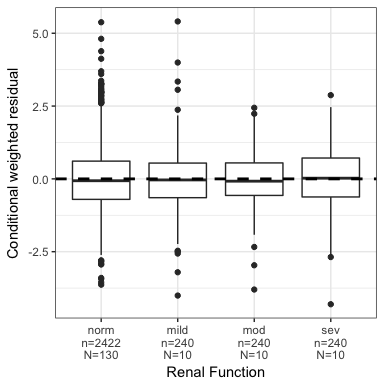 Conditional weighted residual
5.0
2.5
0.0
-2.5
norm mild mod sev
n=2422 n=240 n=240 n=240
N=130 N=10 N=10 N=10
Renal Function